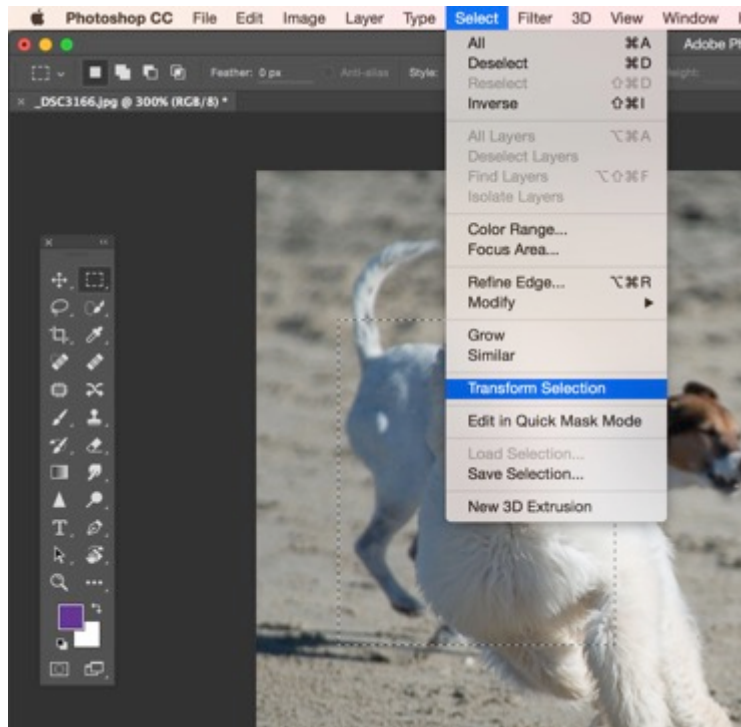 Photoshop CC File Edit Image Layer Type Select Filter 3D View Window
Adobe Ph
Feather: 0 px Anti-alias Style:
_DSC3166.jpg @ 300% (RGB/8) *
All ⌘A
Deselect ⌘D
Reselect ⇧⌘D
Inverse ⇧⌘I
All Layers ⌥⌘A
Deselect Layers
Find Layers ⌥⇧⌘F
Isolate Layers
Color Range...
Focus Area...
Refine Edge... ⌥⌘R
Modify
Grow
Similar
Transform Selection
Edit in Quick Mask Mode
Load Selection...
Save Selection...
New 3D Extrusion